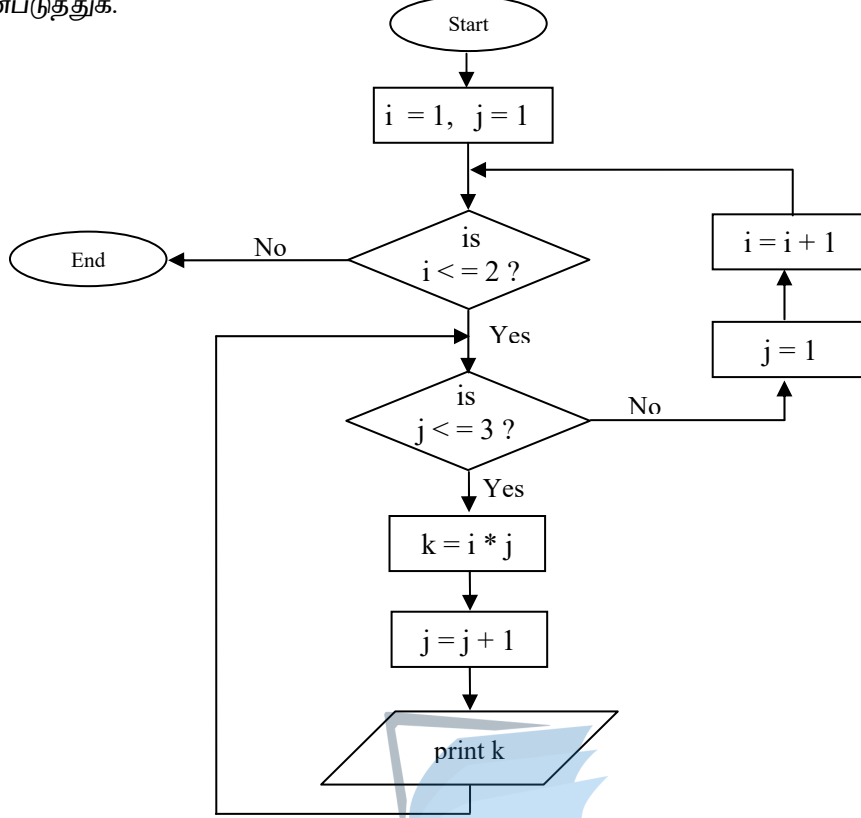 Start
i = 1, j = 1
is
i < = 2 ?
No
End
i = i + 1
Yes
j = 1
is
j < = 3 ?
No
Yes
k = i * j
j = j + 1
print k